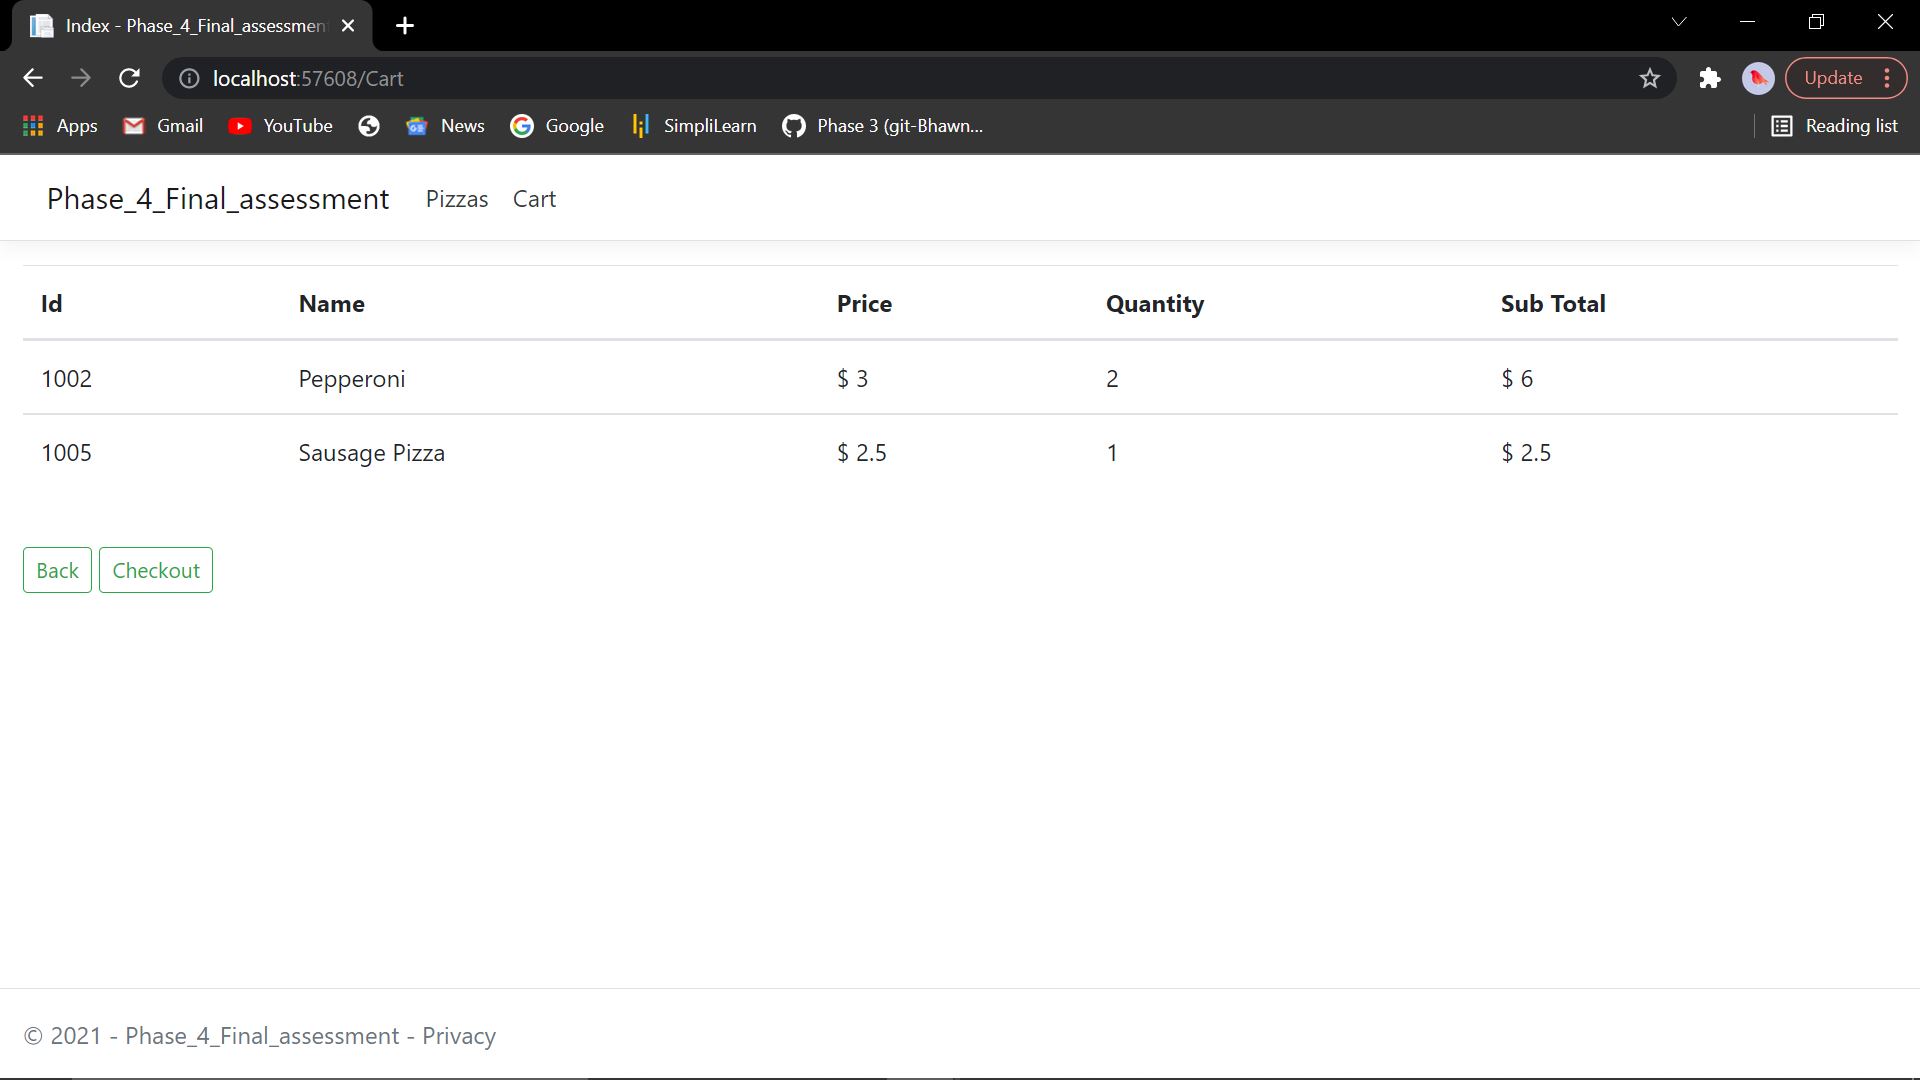 Index - Phase_4_Final_assessmen
localhost:57608/Cart
Update
Apps Gmail YouTube News Google SimpliLearn Phase 3 (git-Bhawn... Reading list
Phase_4_Final_assessment Pizzas Cart
Id Name Price Quantity Sub Total
1002 Pepperoni $ 3 2 $ 6
1005 Sausage Pizza $ 2.5 1 $ 2.5
Back Checkout
© 2021 - Phase_4_Final_assessment - Privacy